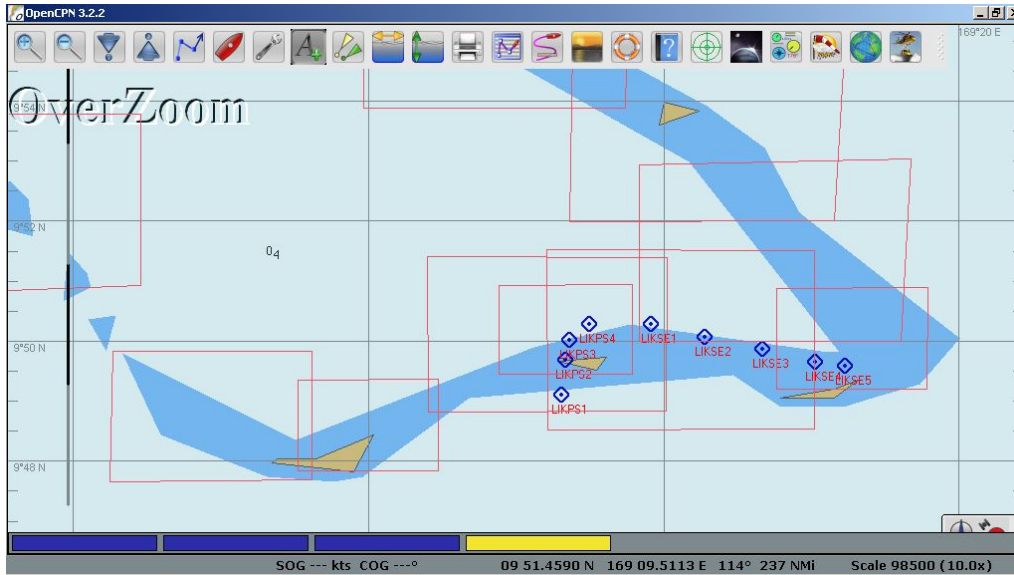 OpenCPN 3.2.2
169°20 E
9°54 N
OverZoom
9°52 N
04
9°50 N
LIKPS4
LIKSE1
LIKPS3
LIKSE2
LIKPS2
LIKSE3
LIKSE4
LIKSE5
LIKPS1
9°48 N
SOG --- kts COG ---°
09 51.4590 N 169 09.5113 E 114° 237 NMi
Scale 98500 (10.0x)